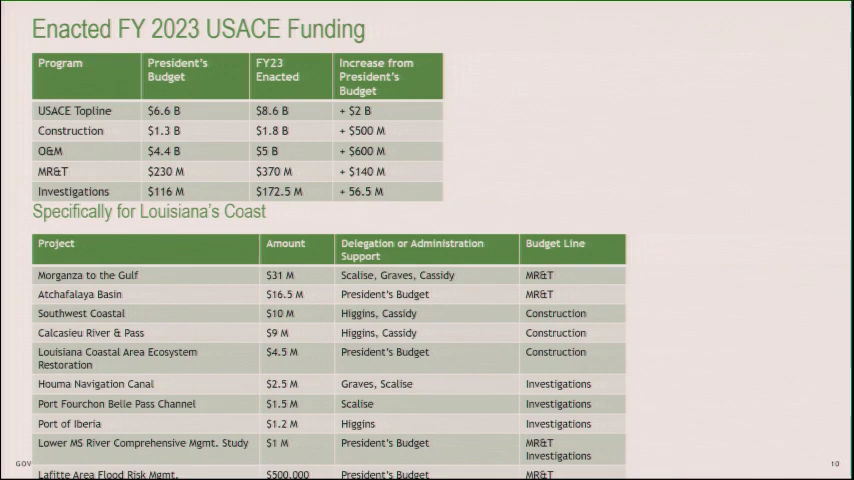 Enacted FY 2023 USACE Funding
Program President's Budget FY23 Enacted Increase from President's Budget
USACE Topline $6.6 B $8.6 B + $2 B
Construction $1.3 B $1.8 B + $500 M
O&M $4.4 B $5 B + $600 M
MR&T $230 M $370 M + $140 M
Investigations $116 M $172.5 M + 56.5 M
Specifically for Louisiana's Coast
Project Amount Delegation or Administration Support Budget Line
Morganza to the Gulf $31 M Scalise, Graves, Cassidy MR&T
Atchafalaya Basin $16.5 M President's Budget MR&T
Southwest Coastal $10 M Higgins, Cassidy Construction
Calcasieu River & Pass $9 M Higgins, Cassidy Construction
Louisiana Coastal Area Ecosystem Restoration $4.5 M President's Budget Construction
Houma Navigation Canal $2.5 M Graves, Scalise Investigations
Port Fourchon Belle Pass Channel $1.5 M Scalise Investigations
Port of Iberia $1.2 M Higgins Investigations
Lower MS River Comprehensive Mgmt. Study $1 M President's Budget MR&T Investigations
GOV 10
Lafitte Area Flood Risk Mgmt. $500,000 President's Budget MR&T